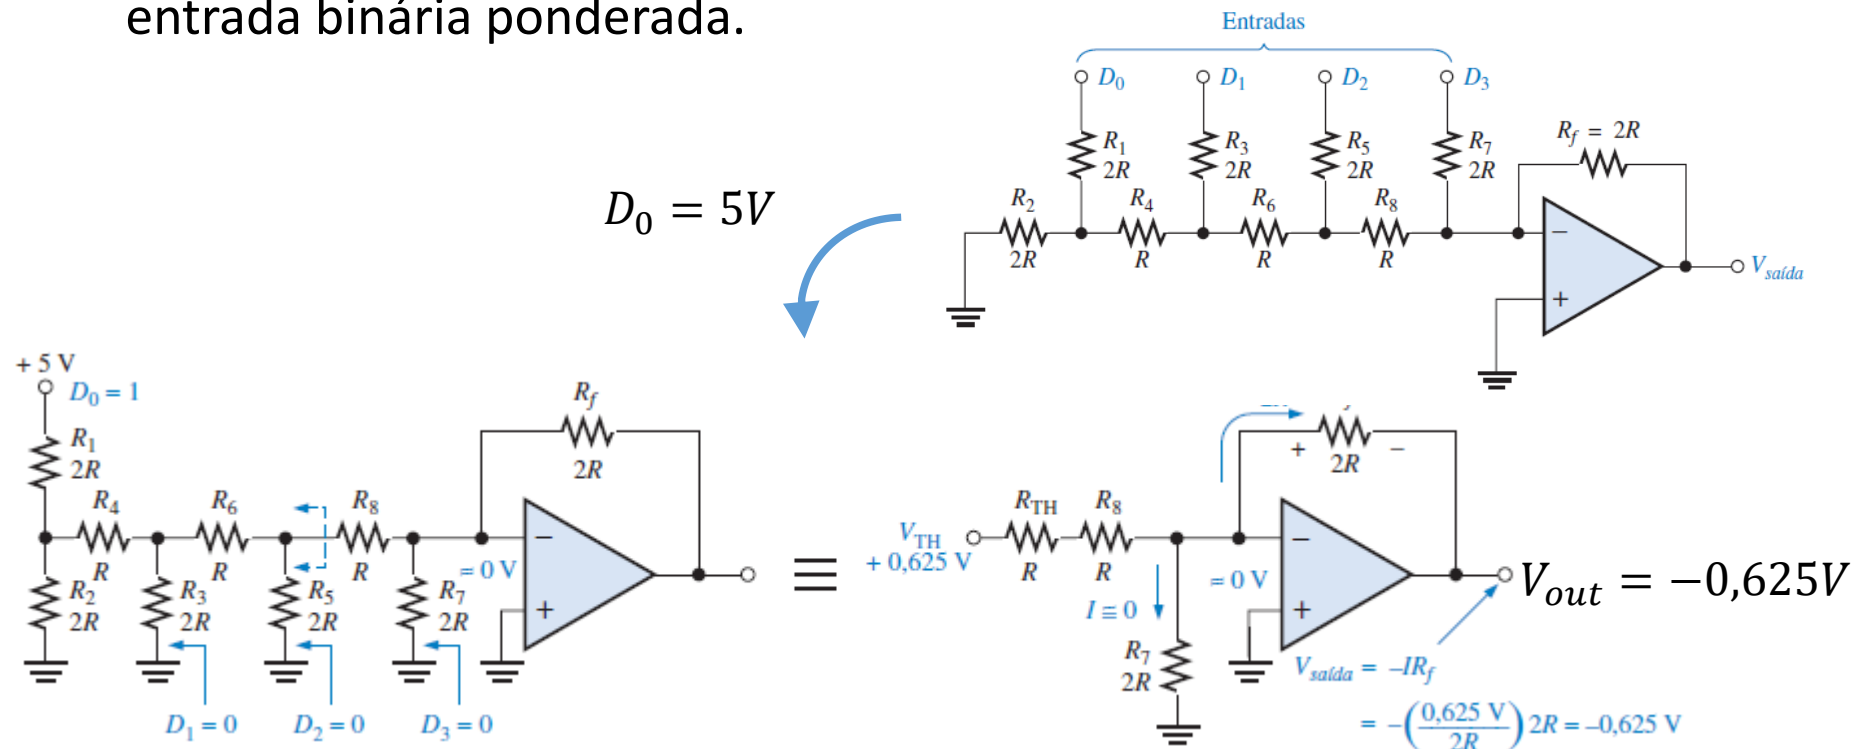 entrada binária ponderada.
Entradas
D0 D1 D2 D3
R1 2R R3 2R R5 2R R7 2R
Rf = 2R
R2 2R R4 R R6 R R8 R
−
+
Vsaída
D0 = 5V
+ 5 V
D0 = 1
R1 2R
Rf
2R
R4 R R6 R R8 R
R2 2R R3 2R R5 2R R7 2R
= 0 V
−
+
D1 = 0 D2 = 0 D3 = 0
≡
+ −
2R
RTH R8
VTH
+ 0,625 V
R R
I ≅ 0
= 0 V
−
+
R7
2R
Vout = −0,625V
Vsaída = –IRf
= –(0,625 V / 2R) 2R = –0,625 V